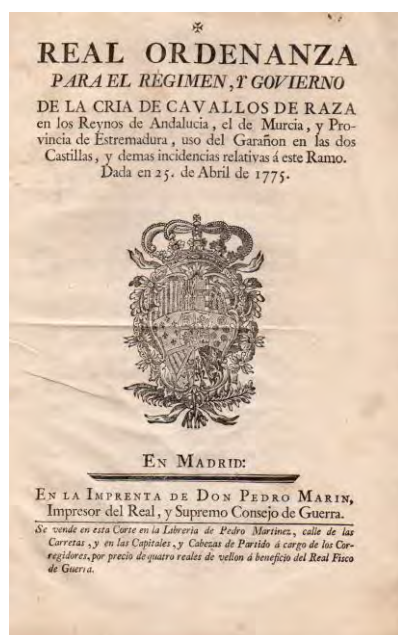 REAL ORDENANZA
PARA EL REGIMEN, Y GOVIERNO
DE LA CRIA DE CAVALLOS DE RAZA
en los Reynos de Andalucia, el de Murcia, y Pro-
vincia de Estremadura, uso del Garañon en las dos
Castillas, y demas incidencias relativas á este Ramo.
Dada en 25. de Abril de 1775.
EN MADRID:
EN LA IMPRENTA DE DON PEDRO MARIN,
Impresor del Real, y Supremo Consejo de Guerra.
Se vende en esta Corte en la Libreria de Pedro Martinez, calle de las
Carretas, y en las Capitales, y Cabezas de Partido á cargo de los Cor-
regidores, por precio de quatro reales de vellon á beneficio del Real Fisco
de Guerra.